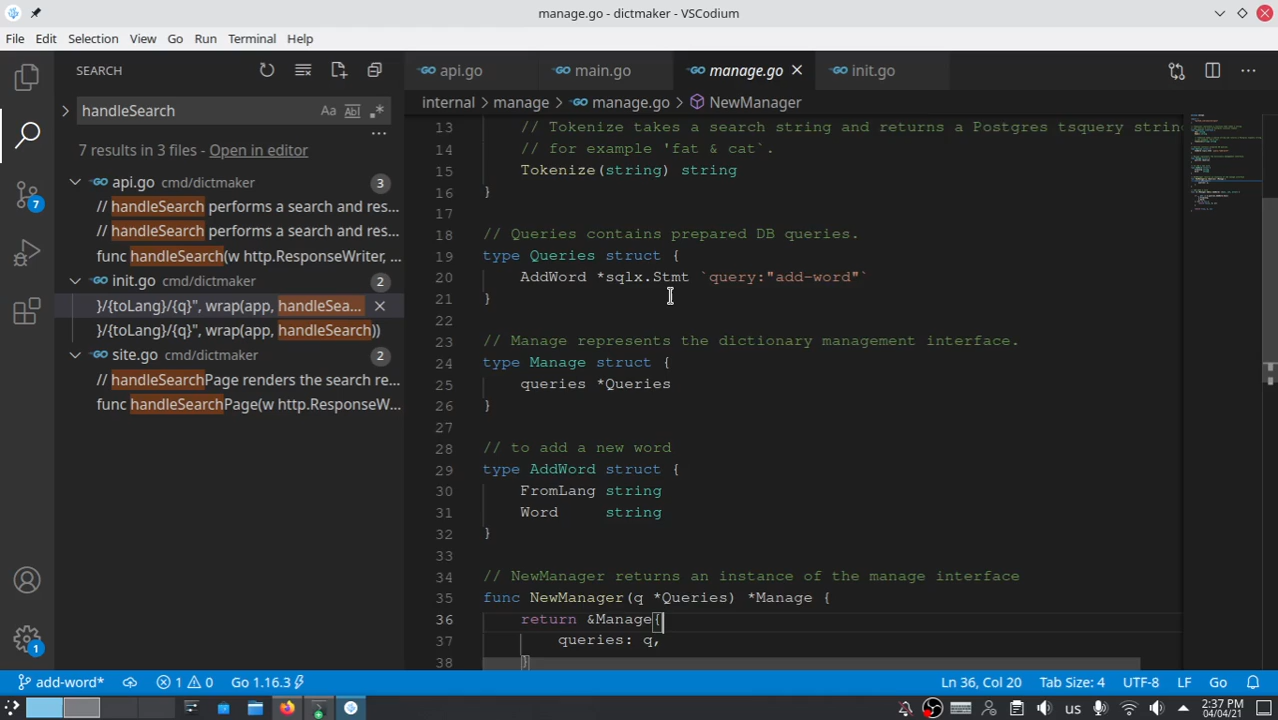 manage.go - dictmaker - VSCodium
File Edit Selection View Go Run Terminal Help
SEARCH
api.go
main.go
manage.go
init.go
handleSearch
Aa Abl
internal > manage > manage.go > NewManager
7 results in 3 files - Open in editor
api.go cmd/dictmaker 3
// handleSearch performs a search and res...
// handleSearch performs a search and res...
func handleSearch(w http.ResponseWriter, ...
init.go cmd/dictmaker 2
}/{toLang}/{q}", wrap(app, handleSea...
}/{toLang}/{q}", wrap(app, handleSearch))
site.go cmd/dictmaker 2
// handleSearchPage renders the search re...
func handleSearchPage(w http.ResponseW...
13 // Tokenize takes a search string and returns a Postgres tsquery strin
14 // for example 'fat & cat`.
15 Tokenize(string) string
16 }
17
18 // Queries contains prepared DB queries.
19 type Queries struct {
20 AddWord *sqlx.Stmt `query:"add-word"`
21 }
22
23 // Manage represents the dictionary management interface.
24 type Manage struct {
25 queries *Queries
26 }
27
28 // to add a new word
29 type AddWord struct {
30 FromLang string
31 Word string
32 }
33
34 // NewManager returns an instance of the manage interface
35 func NewManager(q *Queries) *Manage {
36 return &Manage{
37 queries: q,
38 }
7
1
add-word* 1 0 Go 1.16.3 Ln 36, Col 20 Tab Size: 4 UTF-8 LF Go
us
2:37 PM
04/04/21